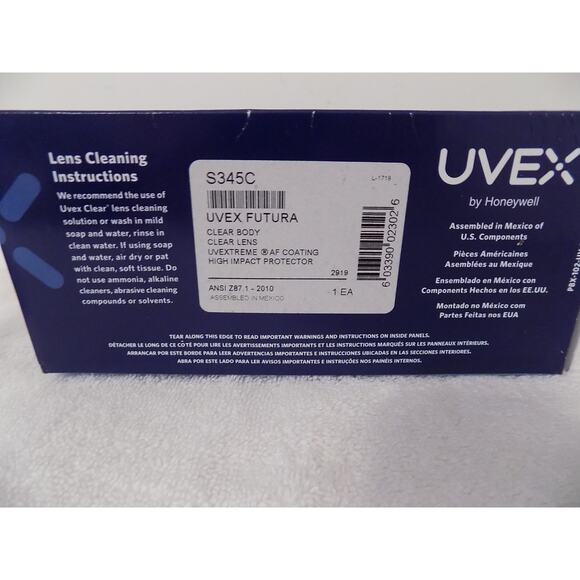 Lens Cleaning
Instructions
We recommend the use of
Uvex Clear® lens cleaning
solution or wash in mild
soap and water, rinse in
clean water. If using soap
and water, air dry or pat
with clean, soft tissue. Do
not use ammonia, alkaline
cleaners, abrasive cleaning
compounds or solvents.
S345C
L-1719
UVEX FUTURA
CLEAR BODY
CLEAR LENS
UVEXTREME ® AF COATING
HIGH IMPACT PROTECTOR
2919
ANSI Z87.1 - 2010
ASSEMBLED IN MEXICO
1 EA
6 03390 02302 6
UVEX
by Honeywell
Assembled in Mexico of
U.S. Components
Pièces Américaines
Asemblées au Mexique
Ensamblado en México con
Componentes Hechos en los EE.UU.
Montado no México com
Partes Feitas nos EUA
TEAR ALONG THIS EDGE TO READ IMPORTANT WARNINGS AND INSTRUCTIONS ON INSIDE PANELS.
DÉTACHER LE LONG DE CE CÔTÉ POUR LIRE LES AVERTISSEMENTS IMPORTANTS ET LES INSTRUCTIONS MARQUÉS SUR LES PANNEAUX INTÉRIEURS.
ARRANCAR POR ESTE BORDE PARA LEER ADVERTENCIAS IMPORTANTES E INSTRUCCIONES UBICADAS EN LAS SECCIONES INTERIORES.
ABRA POR ESTE LADO PARA LER AVISOS IMPORTANTES E INSTRUÇÕES NOS PAINÉIS INTERNOS.